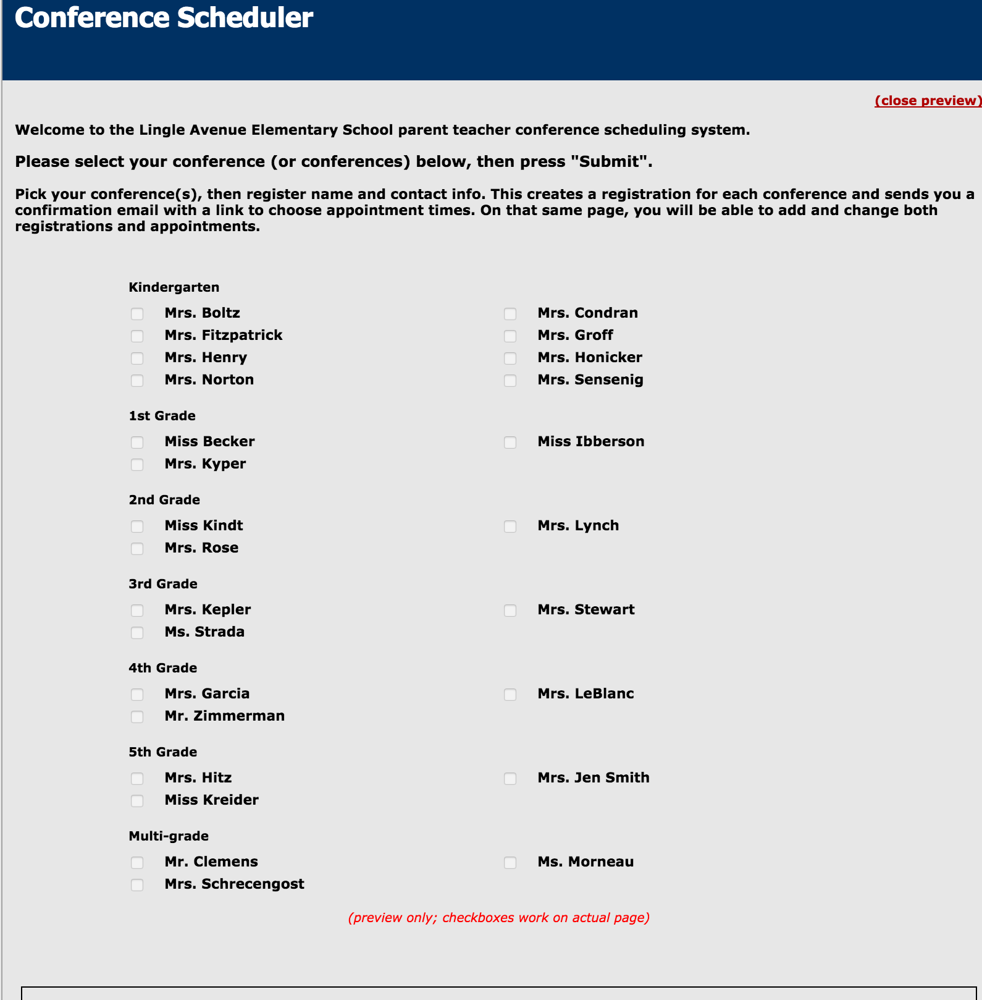 Conference Scheduler
(close preview)
Welcome to the Lingle Avenue Elementary School parent teacher conference scheduling system.
Please select your conference (or conferences) below, then press "Submit".
Pick your conference(s), then register name and contact info. This creates a registration for each conference and sends you a
confirmation email with a link to choose appointment times. On that same page, you will be able to add and change both
registrations and appointments.
Kindergarten
Mrs. Boltz Mrs. Condran
Mrs. Fitzpatrick Mrs. Groff
Mrs. Henry Mrs. Honicker
Mrs. Norton Mrs. Sensenig
1st Grade
Miss Becker Miss Ibberson
Mrs. Kyper
2nd Grade
Miss Kindt Mrs. Lynch
Mrs. Rose
3rd Grade
Mrs. Kepler Mrs. Stewart
Ms. Strada
4th Grade
Mrs. Garcia Mrs. LeBlanc
Mr. Zimmerman
5th Grade
Mrs. Hitz Mrs. Jen Smith
Miss Kreider
Multi-grade
Mr. Clemens Ms. Morneau
Mrs. Schrecengost
(preview only; checkboxes work on actual page)